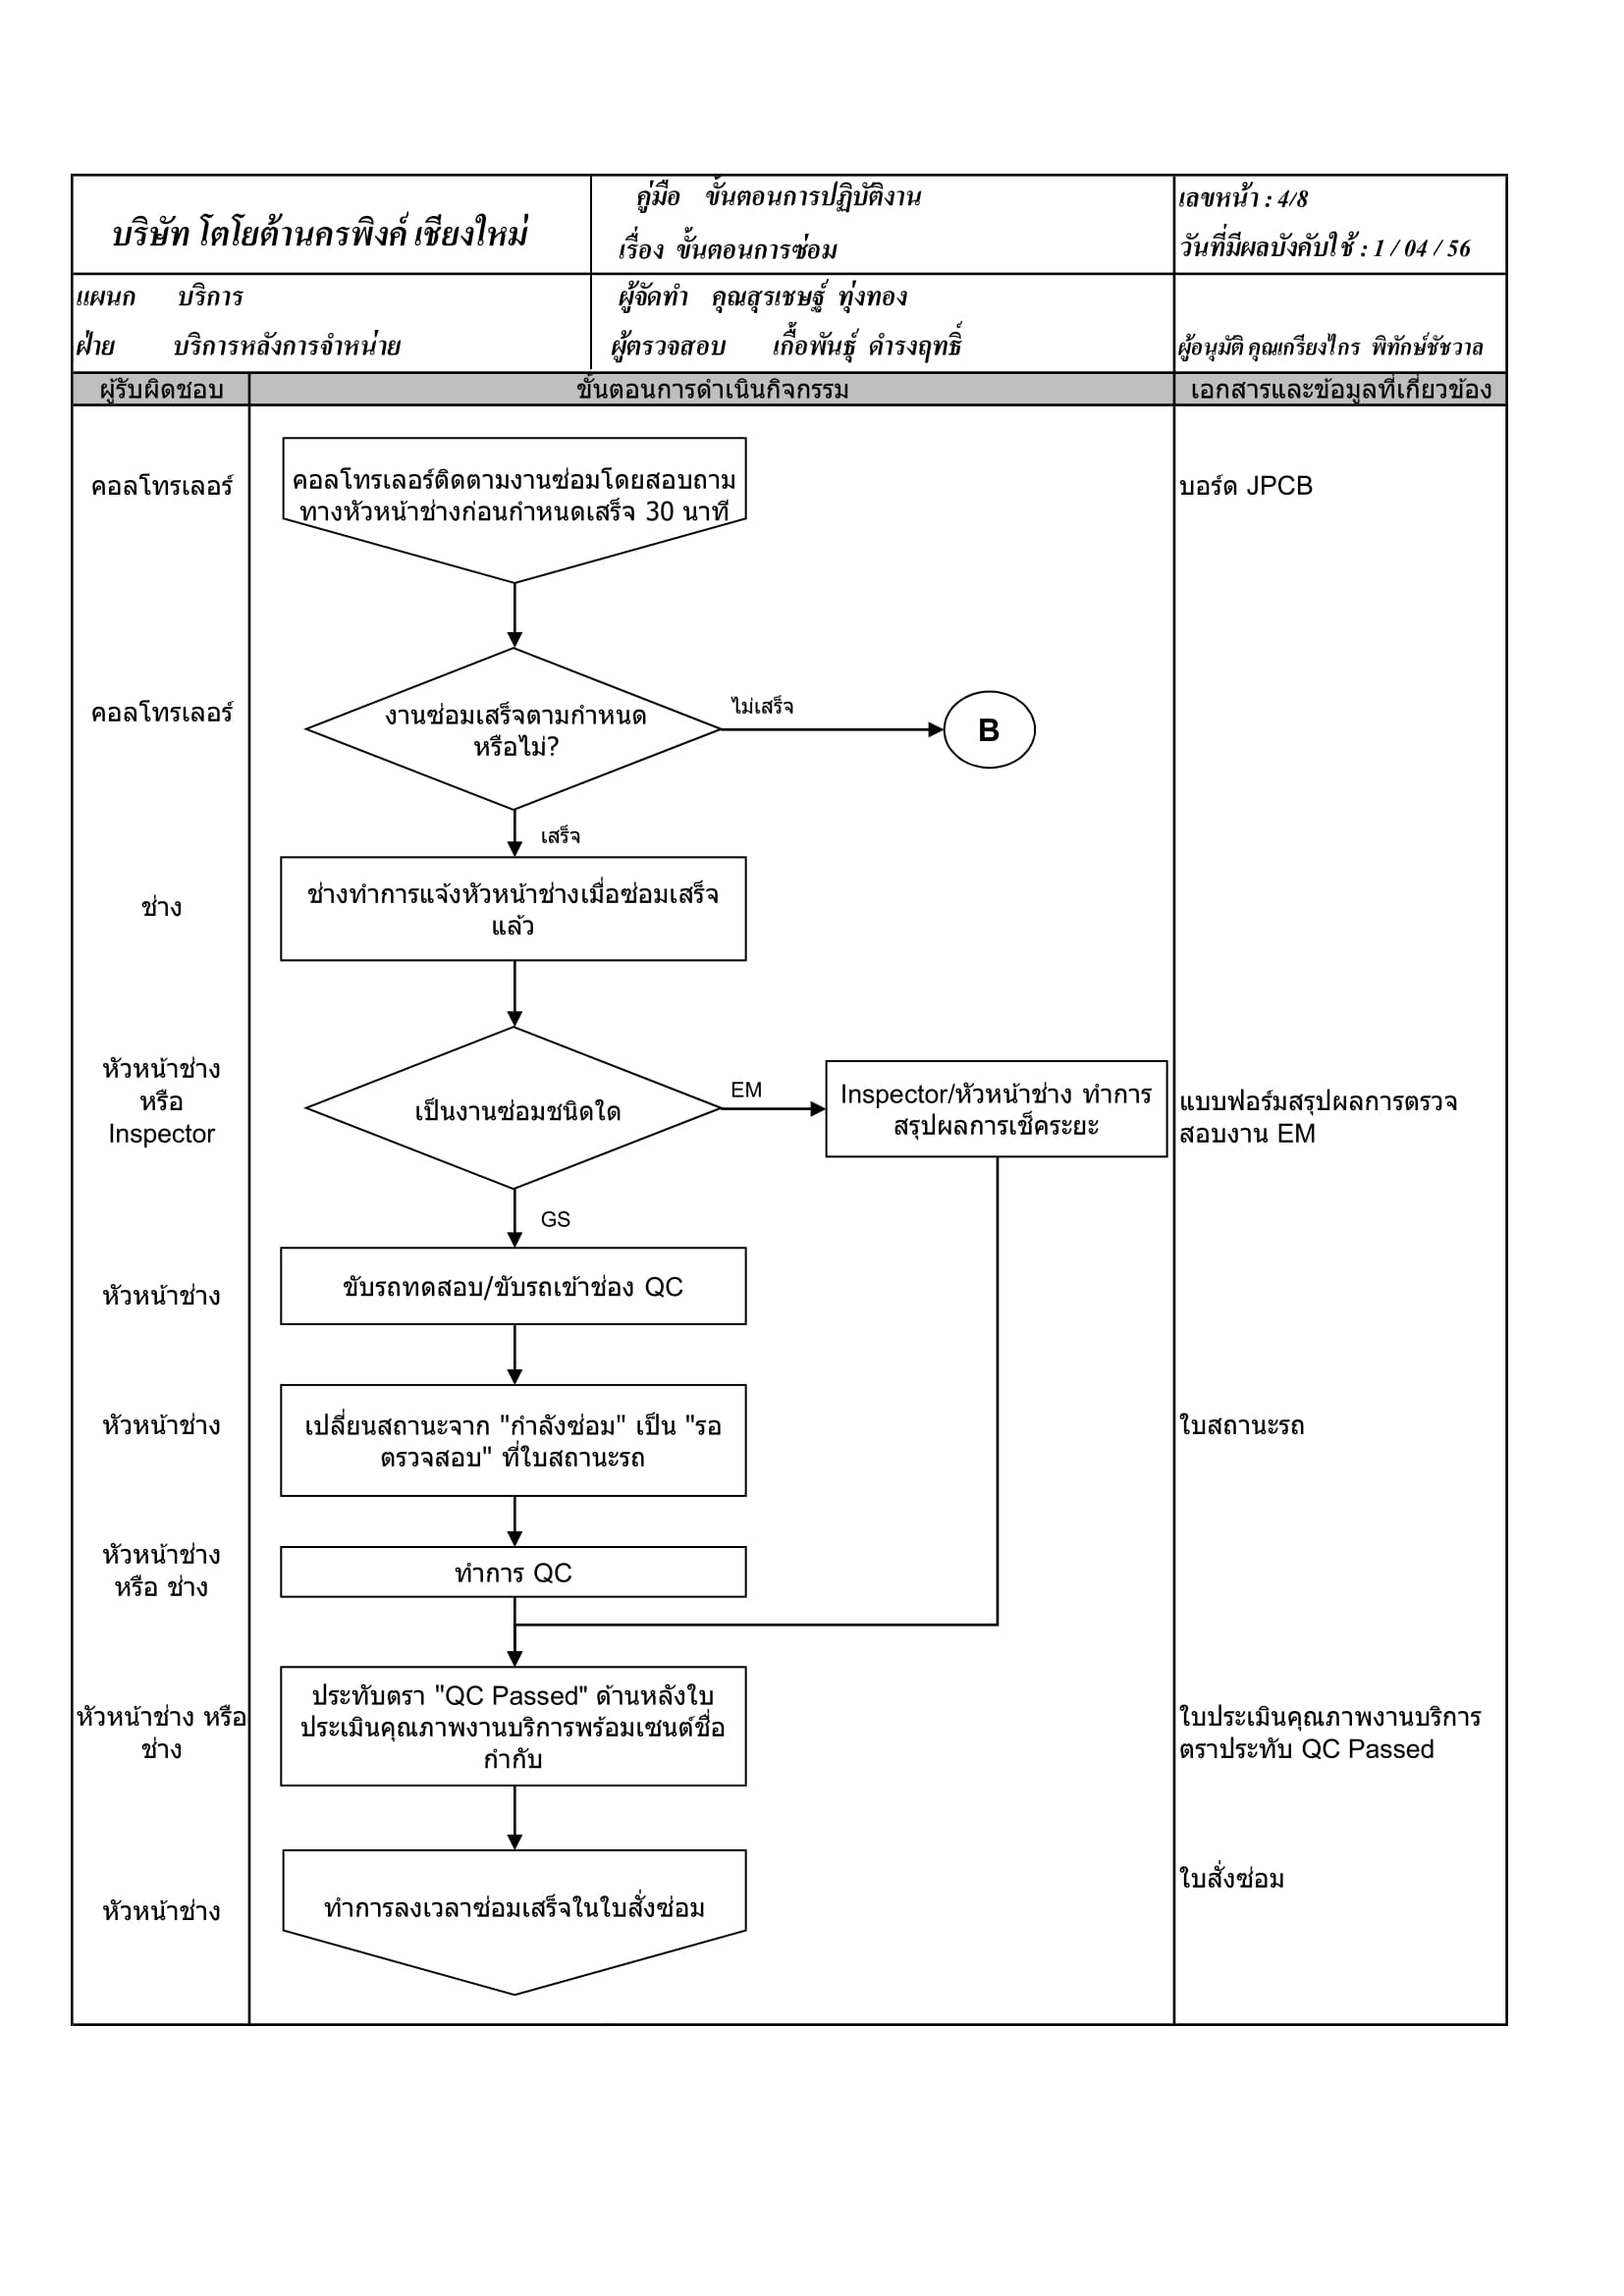 บริษัท โตโยต้านครพิงค์ เชียงใหม่
คู่มือ ขั้นตอนการปฏิบัติงาน
เรื่อง ขั้นตอนการซ่อม
เลขหน้า : 4/8
วันที่มีผลบังคับใช้ : 1 / 04 / 56
แผนก บริการ
ฝ่าย บริการหลังการจำหน่าย
ผู้จัดทำ คุณสุรเชษฐ์ ทุ่งทอง
ผู้ตรวจสอบ เกื้อพันธุ์ ดำรงฤทธิ์
ผู้อนุมัติ คุณเกรียงไกร พิทักษ์ชัชวาล
ผู้รับผิดชอบ
ขั้นตอนการดำเนินกิจกรรม
เอกสารและข้อมูลที่เกี่ยวข้อง
คอลโทรเลอร์
คอลโทรเลอร์ติดตามงานซ่อมโดยสอบถาม
ทางหัวหน้าช่างก่อนกำหนดเสร็จ 30 นาที
บอร์ด JPCB
คอลโทรเลอร์
งานซ่อมเสร็จตามกำหนด
หรือไม่?
ไม่เสร็จ
B
เสร็จ
ช่าง
ช่างทำการแจ้งหัวหน้าช่างเมื่อซ่อมเสร็จ
แล้ว
หัวหน้าช่าง
หรือ
Inspector
เป็นงานซ่อมชนิดใด
EM
Inspector/หัวหน้าช่าง ทำการ
สรุปผลการเช็คระยะ
แบบฟอร์มสรุปผลการตรวจ
สอบงาน EM
GS
หัวหน้าช่าง
ขับรถทดสอบ/ขับรถเข้าช่อง QC
หัวหน้าช่าง
เปลี่ยนสถานะจาก "กำลังซ่อม" เป็น "รอ
ตรวจสอบ" ที่ใบสถานะรถ
ใบสถานะรถ
หัวหน้าช่าง
หรือ ช่าง
ทำการ QC
หัวหน้าช่าง หรือ
ช่าง
ประทับตรา "QC Passed" ด้านหลังใบ
ประเมินคุณภาพงานบริการพร้อมเซนต์ชื่อ
กำกับ
ใบประเมินคุณภาพงานบริการ
ตราประทับ QC Passed
หัวหน้าช่าง
ทำการลงเวลาซ่อมเสร็จในใบสั่งซ่อม
ใบสั่งซ่อม